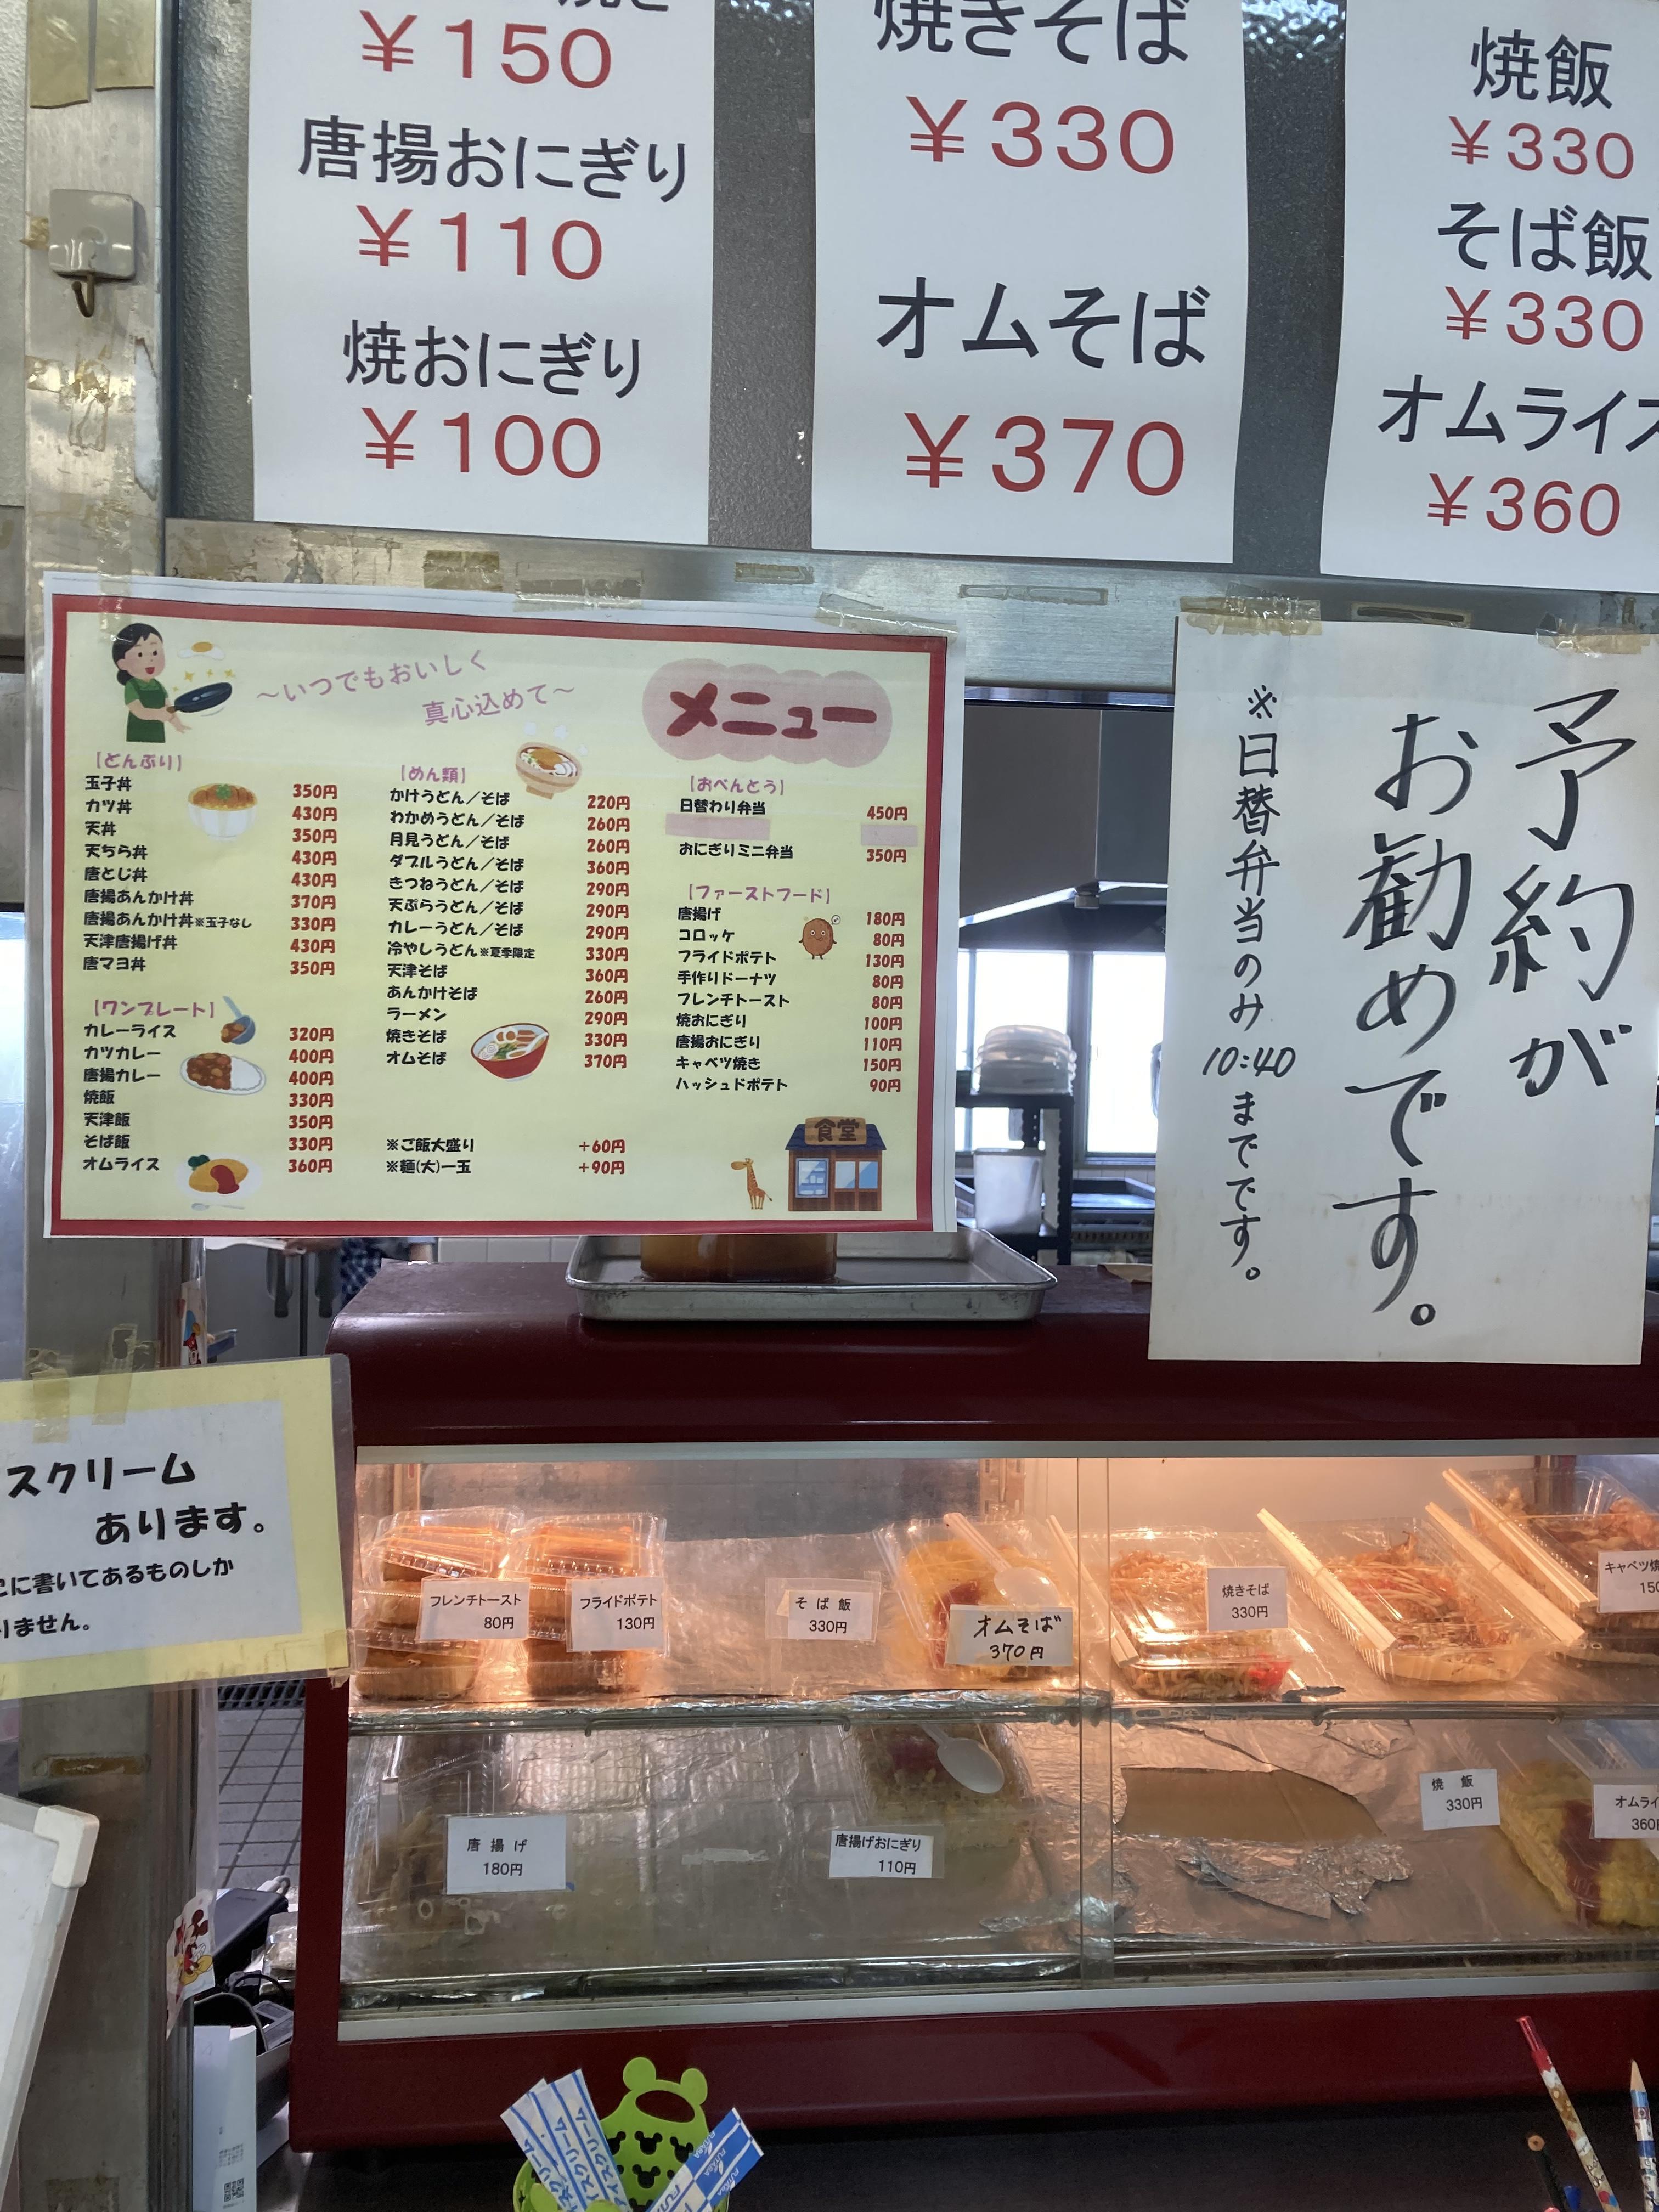 ¥150
唐揚おにぎり
¥110
焼おにぎり
¥100
焼きそば
¥330
オムそば
¥370
焼飯
¥330
そば飯
¥330
オムライス
¥360
～いつでもおいしく
真心込めて～
メニュー
【どんぶり】
玉子丼 350円
カツ丼 430円
天丼 350円
天ちら丼 430円
唐とじ丼 430円
唐揚あんかけ丼 370円
唐揚あんかけ丼※玉子なし 330円
天津唐揚げ丼 430円
唐マヨ丼 350円
【ワンプレート】
カレーライス 320円
カツカレー 400円
唐揚カレー 400円
焼飯 330円
天津飯 350円
そば飯 330円
オムライス 360円
【めん類】
かけうどん／そば 220円
わかめうどん／そば 260円
月見うどん／そば 260円
ダブルうどん／そば 360円
きつねうどん／そば 290円
天ぷらうどん／そば 290円
カレーうどん／そば 290円
冷やしうどん※夏季限定 330円
天津そば 360円
あんかけそば 260円
ラーメン 290円
焼きそば 330円
オムそば 370円
※ご飯大盛り +60円
※麺(大)一玉 +90円
【おべんとう】
日替わり弁当 450円
おにぎりミニ弁当 350円
【ファーストフード】
唐揚げ 180円
コロッケ 80円
フライドポテト 130円
手作りドーナツ 80円
フレンチトースト 80円
焼おにぎり 100円
唐揚おにぎり 110円
キャベツ焼き 150円
ハッシュドポテト 90円
食堂
予約が
お勧めです。
※日替弁当のみ10:40までです。
スクリーム
あります。
に書いてあるものしか
りません。
フレンチトースト
80円
フライドポテト
130円
そば飯
330円
オムそば
370円
焼きそば
330円
キャベツ焼
150
唐揚げ
180円
唐揚げおにぎり
110円
焼飯
330円
オムライ
360円
アイスクリーム
FUTABA